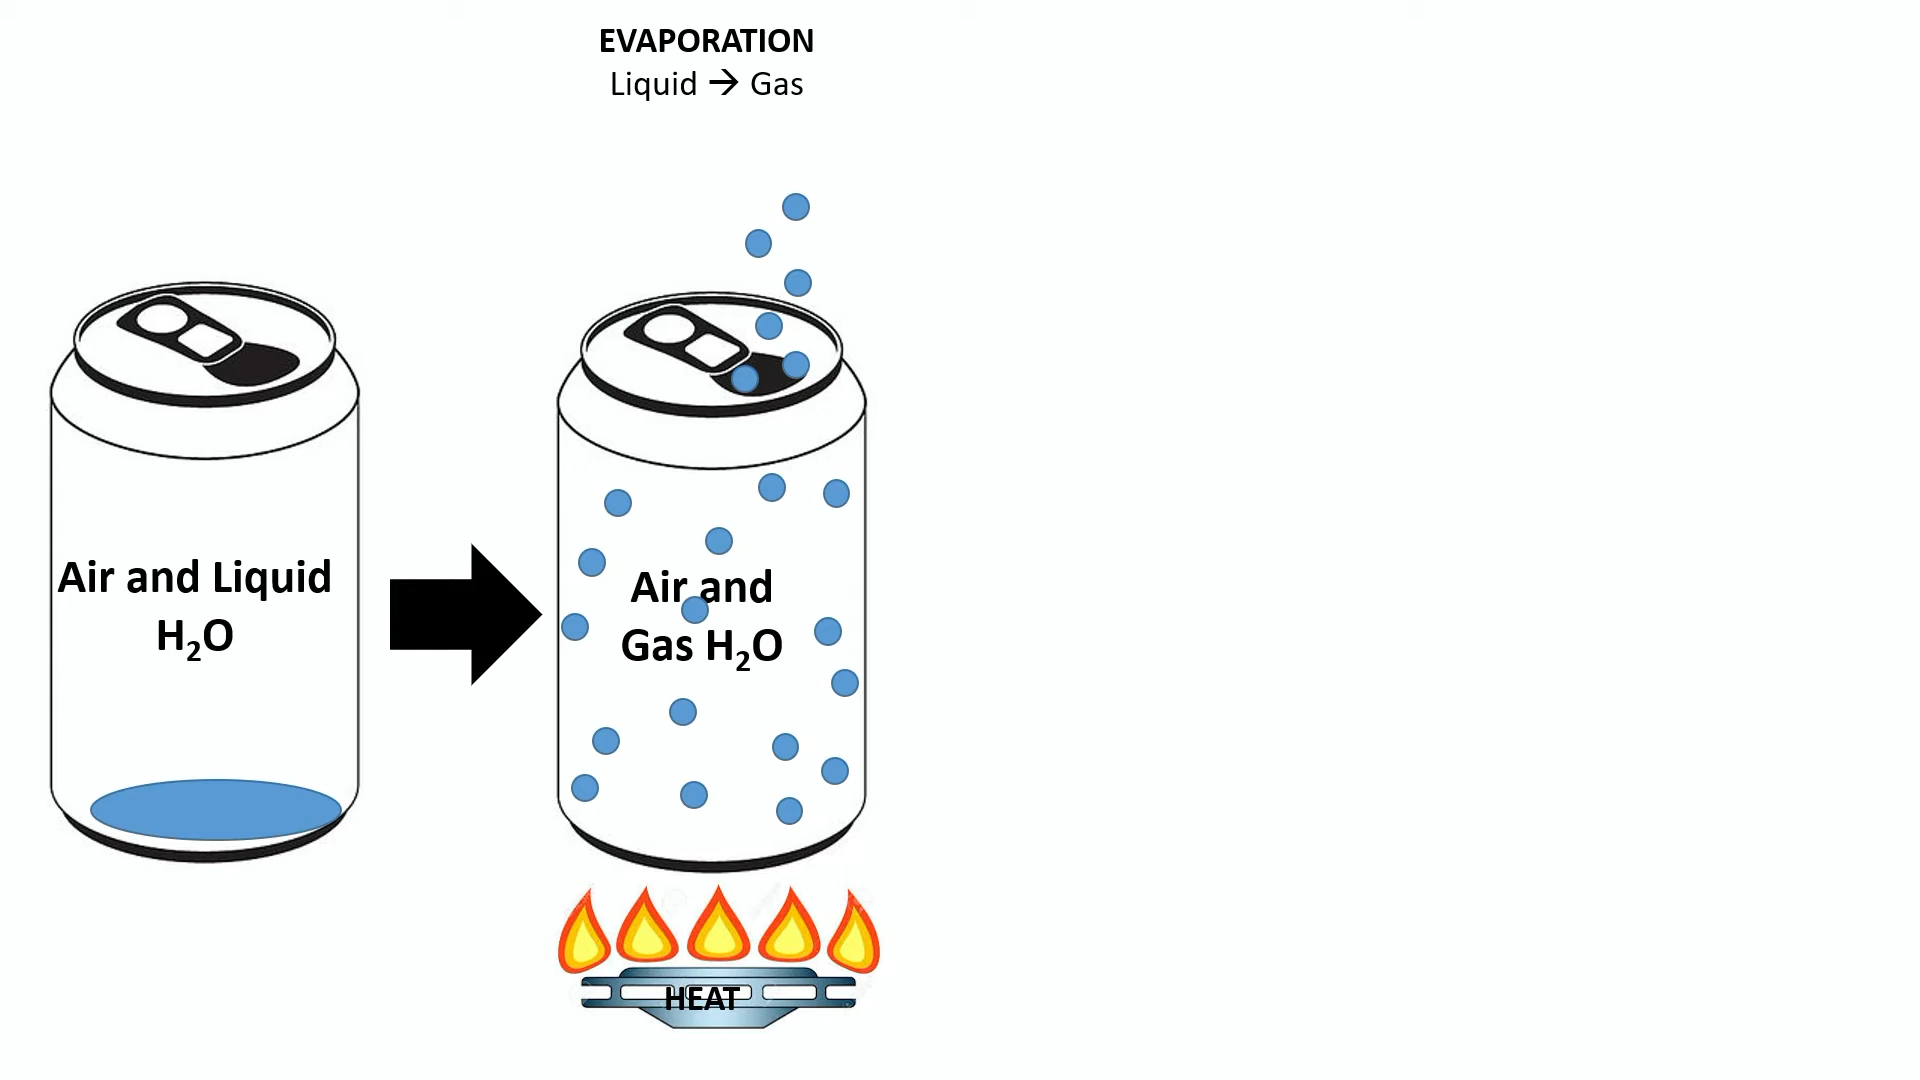 EVAPORATION
Liquid → Gas
Air and Liquid
H₂O
Air and
Gas H₂O
HEAT